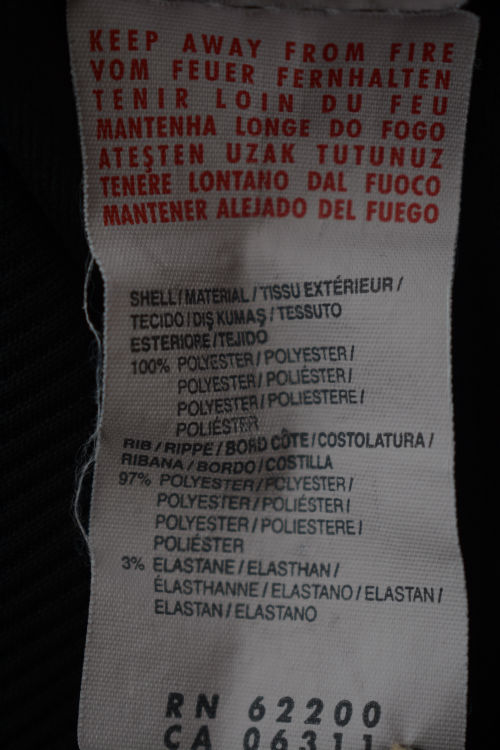 KEEP AWAY FROM FIRE
VOM FEUER FERNHALTEN
TENIR LOIN DU FEU
MANTENHA LONGE DO FOGO
ATEŞTEN UZAK TUTUNUZ
TENERE LONTANO DAL FUOCO
MANTENER ALEJADO DEL FUEGO
SHELL / MATERIAL / TISSU EXTÉRIEUR /
TECIDO / DIŞ KUMAŞ / TESSUTO
ESTERIORE / TEJIDO
100% POLYESTER / POLYESTER /
POLYESTER / POLIÉSTER /
POLYESTER / POLIESTERE /
POLIÉSTER
RIB / RIPPE / BORD CÔTE / COSTOLATURA /
RIBANA / BORDO / COSTILLA
97% POLYESTER / POLYESTER /
POLYESTER / POLIÉSTER /
POLYESTER / POLIESTERE /
POLIÉSTER
3% ELASTANE / ELASTHAN /
ÉLASTHANNE / ELASTANO / ELASTAN /
ELASTAN / ELASTANO
RN 62200
CA 06311